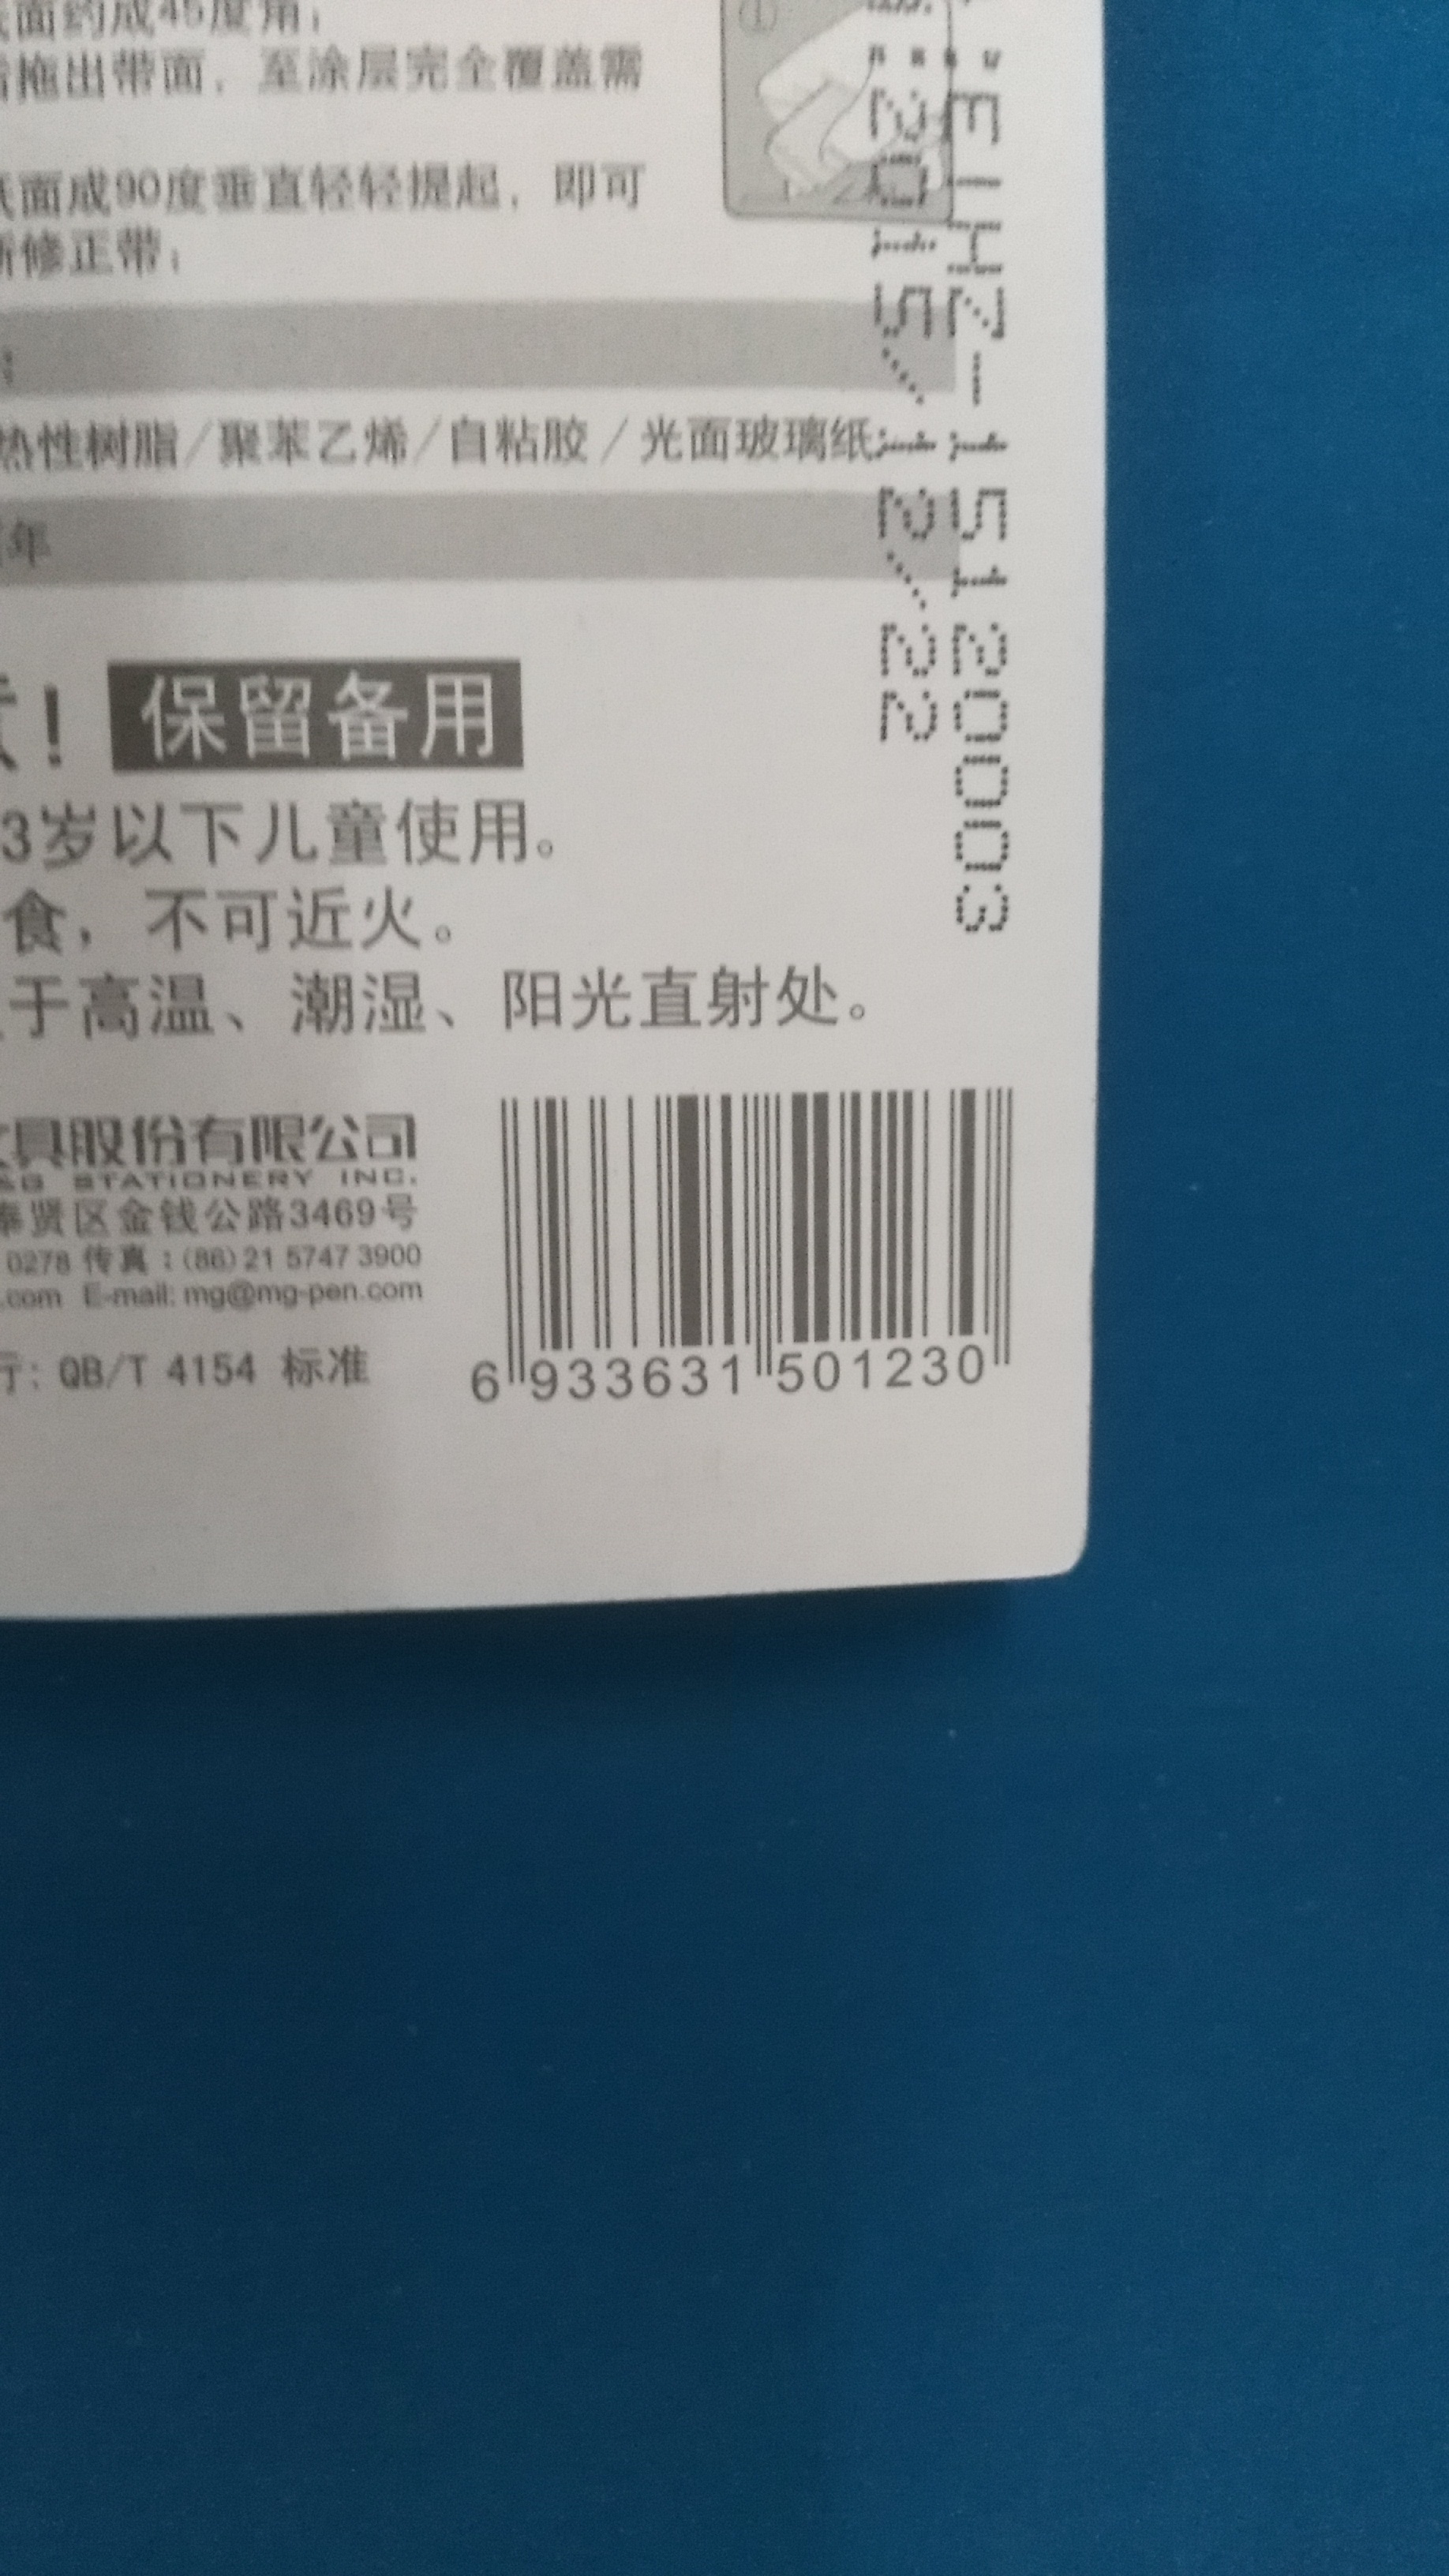 面约成45度角；
拖出带面，至涂层完全覆盖需
面成90度垂直轻轻提起，即可
修正带；
①
热性树脂/聚苯乙烯/自粘胶/光面玻璃纸
年
! 保留备用
3岁以下儿童使用。
食，不可近火。
于高温、潮湿、阳光直射处。
具股份有限公司
&G STATIONERY INC.
奉贤区金钱公路3469号
0278 传真：(86) 21 5747 3900
.com E-mail: mg@mg-pen.com
行：QB/T 4154 标准
6 933631 501230
:EIHZ-15120003
:2015/12/22